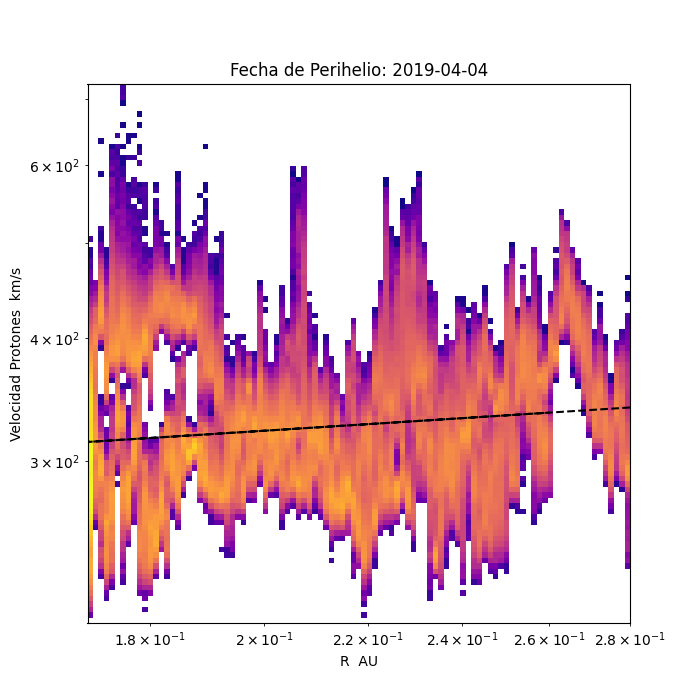 Fecha de Perihelio: 2019-04-04
6 × 10²
4 × 10²
3 × 10²
Velocidad Protones km/s
1.8 × 10⁻¹
2 × 10⁻¹
2.2 × 10⁻¹
2.4 × 10⁻¹
2.6 × 10⁻¹
2.8 × 10⁻¹
R AU